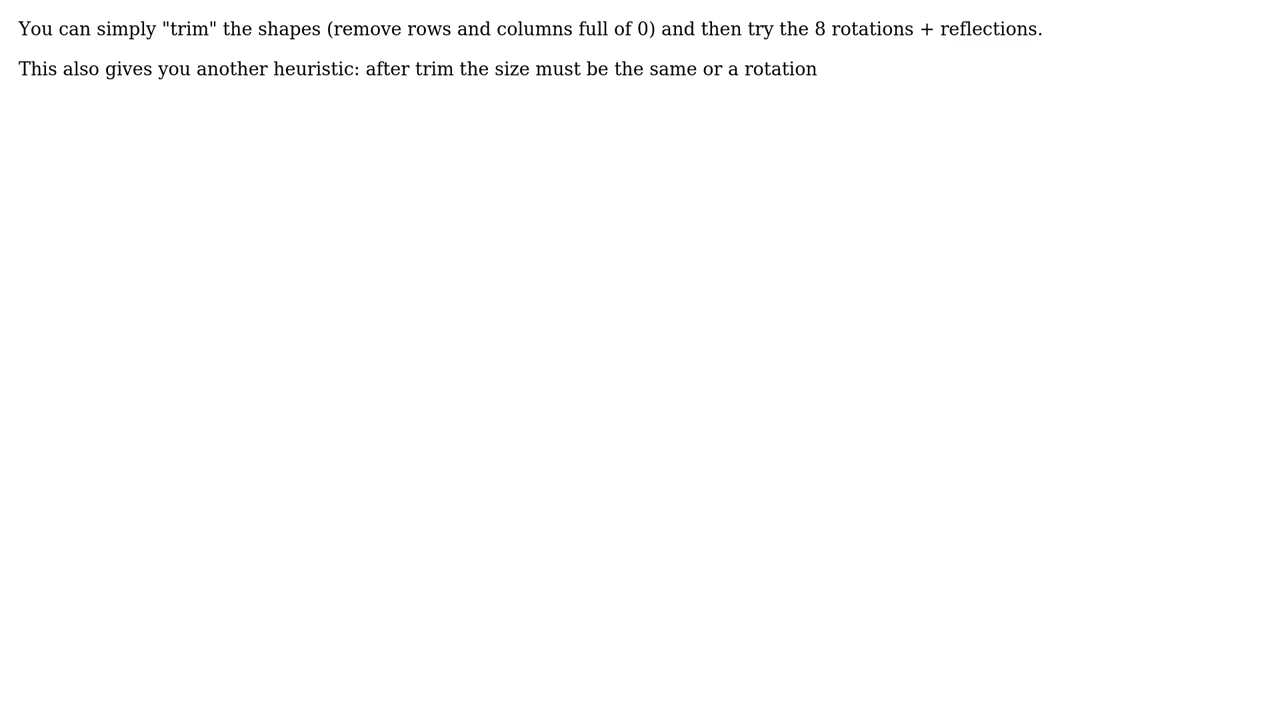 You can simply "trim" the shapes (remove rows and columns full of 0) and then try the 8 rotations + reflections.
This also gives you another heuristic: after trim the size must be the same or a rotation